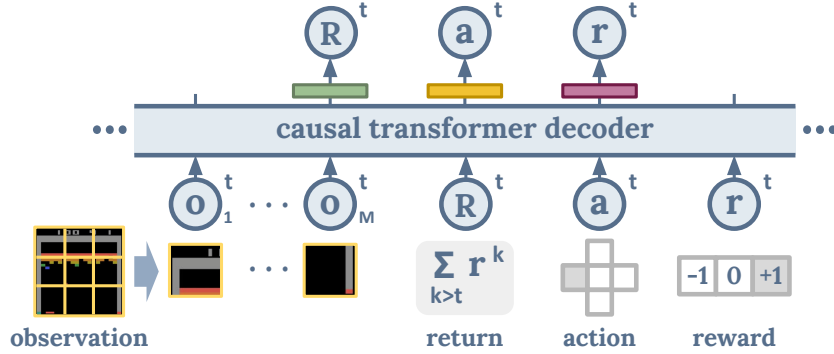 R t a t r t
... causal transformer decoder ...
o 1 t ... o M t R t a t r t
... Σ r k
k>t
-1 0 +1
observation return action reward